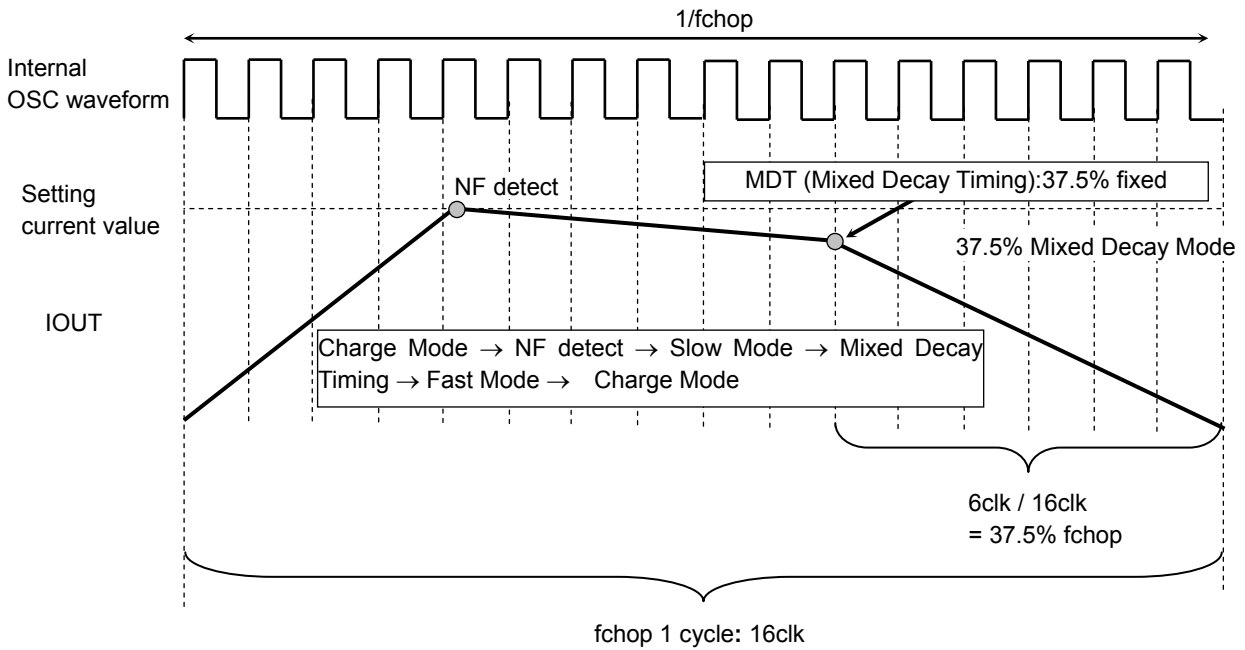 1/fchop
Internal
OSC waveform
Setting
current value
NF detect
MDT (Mixed Decay Timing):37.5% fixed
37.5% Mixed Decay Mode
IOUT
Charge Mode → NF detect → Slow Mode → Mixed Decay
Timing → Fast Mode → Charge Mode
6clk / 16clk
= 37.5% fchop
fchop 1 cycle: 16clk